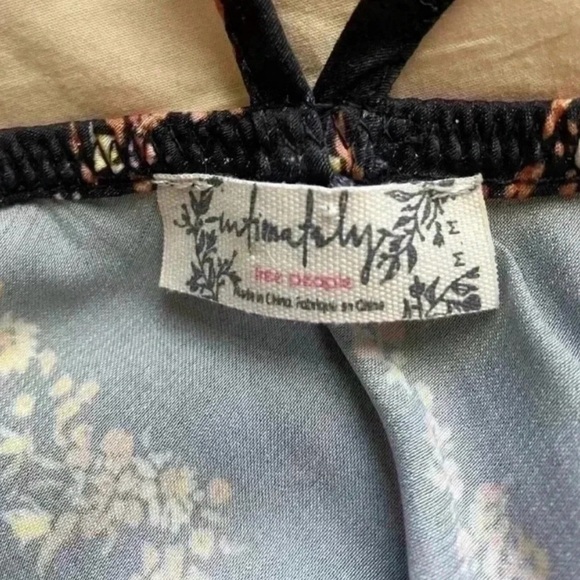 intimately
free people
Made in China. Fabriqué en Chine
M M